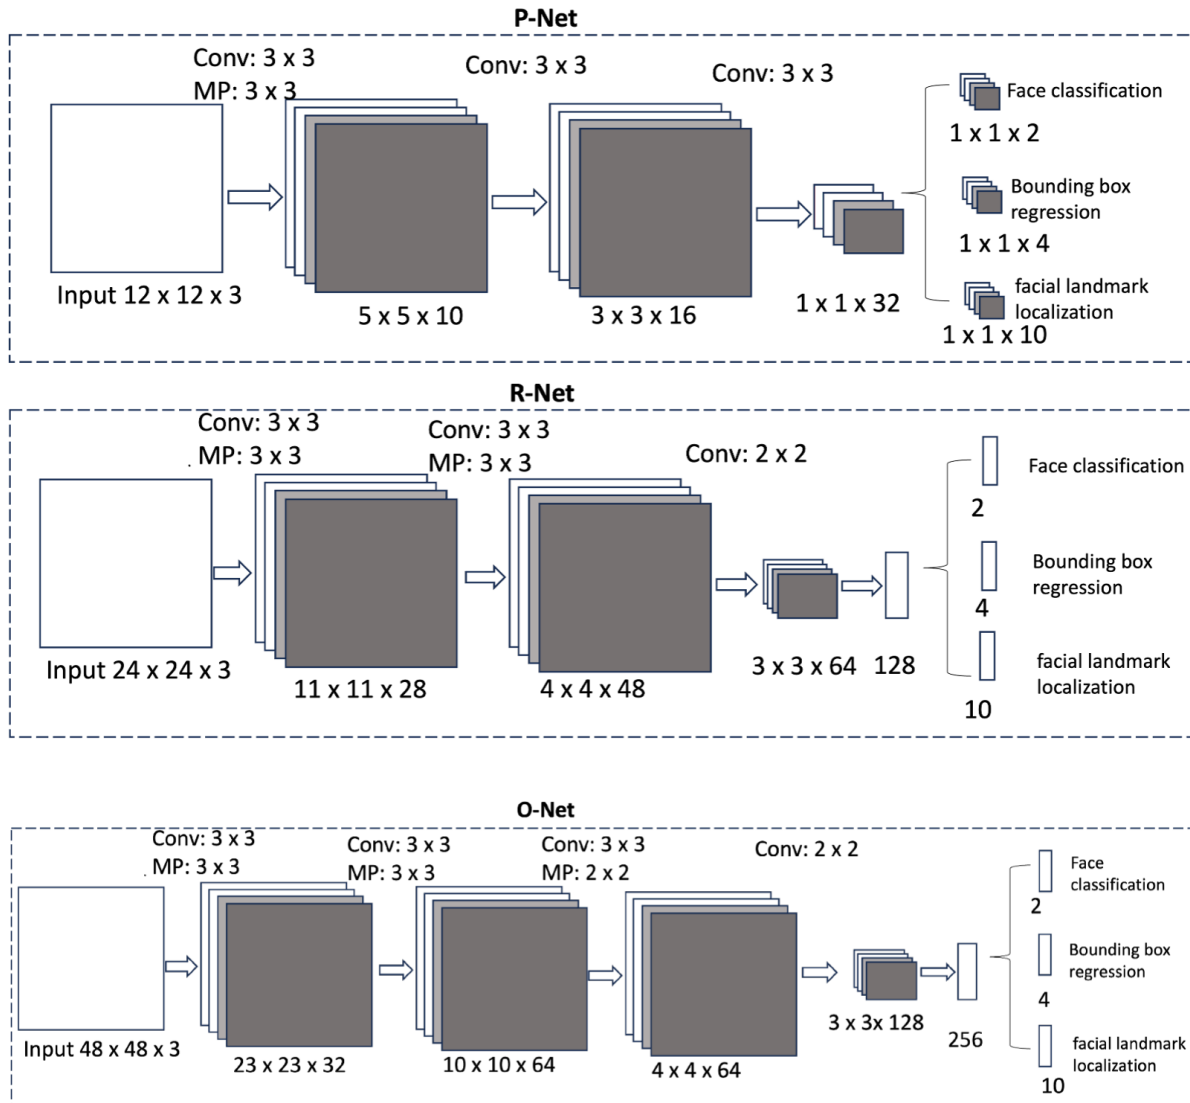 P-Net
Conv: 3 x 3
MP: 3 x 3
Conv: 3 x 3
Conv: 3 x 3
Input 12 x 12 x 3
5 x 5 x 10
3 x 3 x 16
1 x 1 x 32
Face classification
1 x 1 x 2
Bounding box
regression
1 x 1 x 4
facial landmark
localization
1 x 1 x 10
R-Net
Conv: 3 x 3
MP: 3 x 3
Conv: 3 x 3
MP: 3 x 3
Conv: 2 x 2
Input 24 x 24 x 3
11 x 11 x 28
4 x 4 x 48
3 x 3 x 64
128
Face classification
2
Bounding box
regression
4
facial landmark
localization
10
O-Net
Conv: 3 x 3
MP: 3 x 3
Conv: 3 x 3
MP: 3 x 3
Conv: 3 x 3
MP: 2 x 2
Conv: 2 x 2
Input 48 x 48 x 3
23 x 23 x 32
10 x 10 x 64
4 x 4 x 64
3 x 3x 128
256
Face
classification
2
Bounding box
regression
4
facial landmark
localization
10